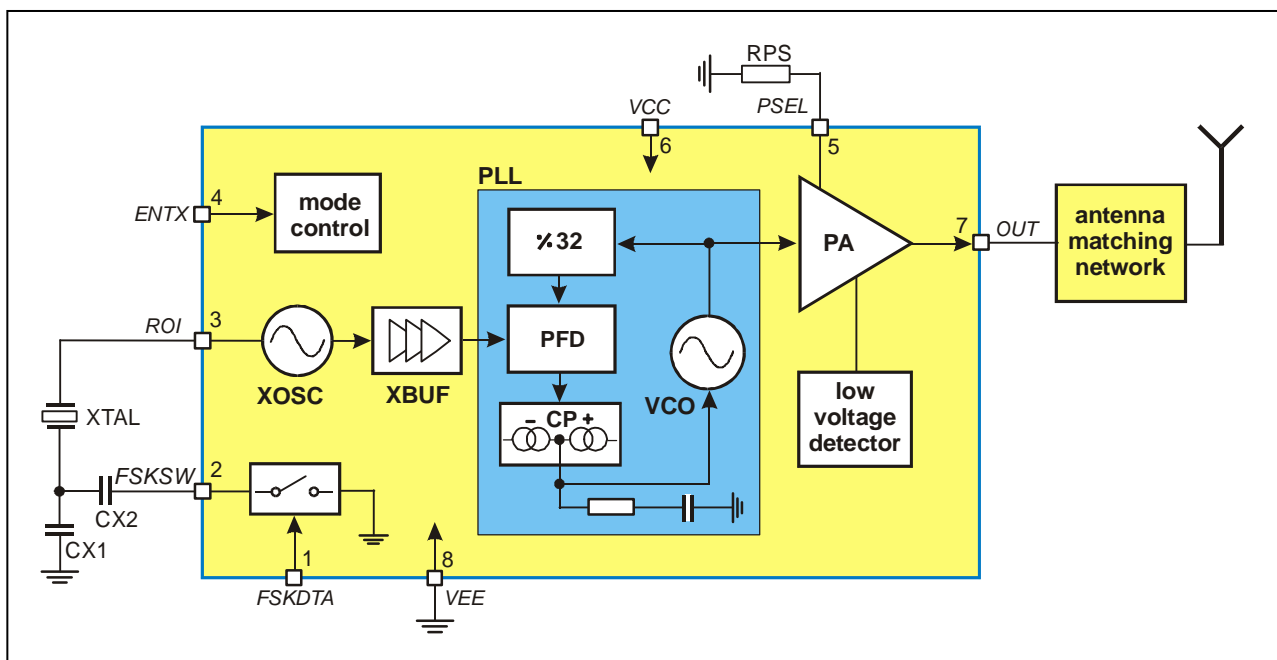 RPS
VCC
PSEL
6
5
PLL
4
ENTX
mode
control
٪32
PA
7
OUT
antenna
matching
network
3
ROI
PFD
XOSC
XBUF
VCO
low
voltage
detector
- CP +
XTAL
FSKSW
2
CX2
CX1
1
8
FSKDTA
VEE